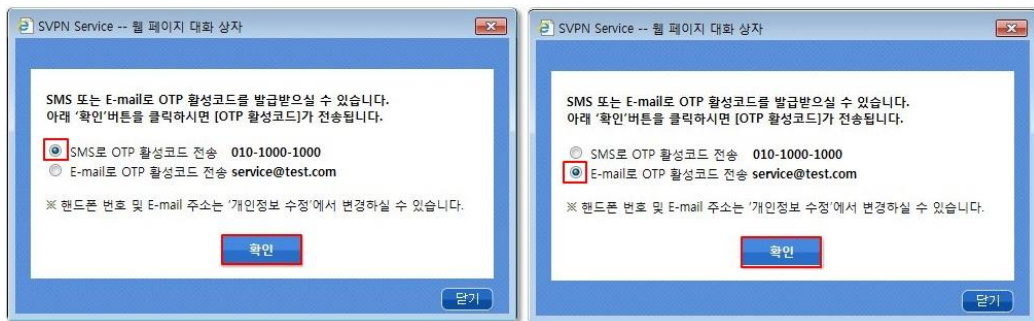 SVPN Service -- 웹 페이지 대화 상자
SMS 또는 E-mail로 OTP 활성코드를 발급받으실 수 있습니다.
아래 '확인'버튼을 클릭하시면 [OTP 활성코드]가 전송됩니다.
SMS로 OTP 활성코드 전송 010-1000-1000
E-mail로 OTP 활성코드 전송 service@test.com
※ 핸드폰 번호 및 E-mail 주소는 '개인정보 수정'에서 변경하실 수 있습니다.
확인
닫기
SVPN Service -- 웹 페이지 대화 상자
SMS 또는 E-mail로 OTP 활성코드를 발급받으실 수 있습니다.
아래 '확인'버튼을 클릭하시면 [OTP 활성코드]가 전송됩니다.
SMS로 OTP 활성코드 전송 010-1000-1000
E-mail로 OTP 활성코드 전송 service@test.com
※ 핸드폰 번호 및 E-mail 주소는 '개인정보 수정'에서 변경하실 수 있습니다.
확인
닫기